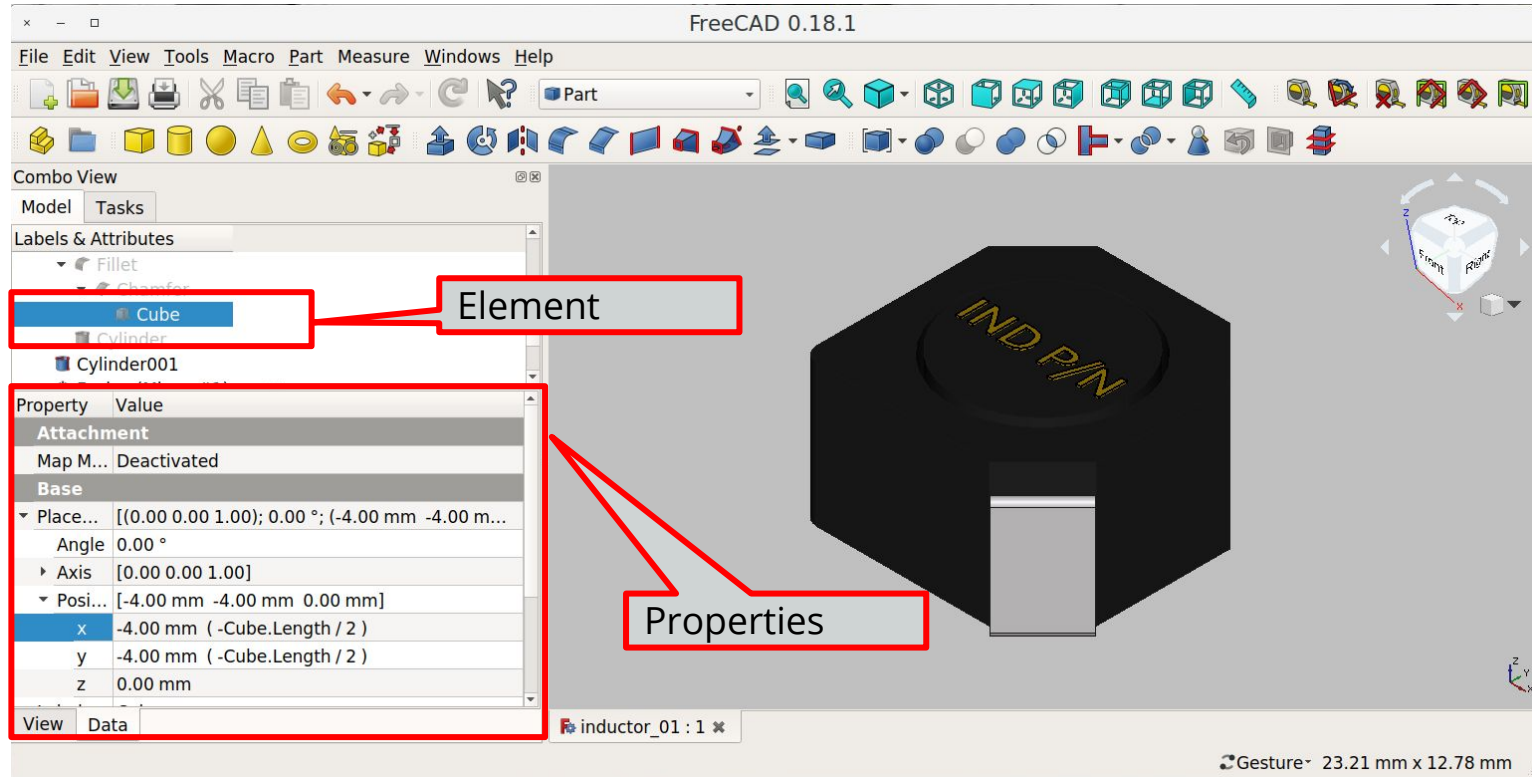 FreeCAD 0.18.1
File Edit View Tools Macro Part Measure Windows Help
Part
Combo View
Model Tasks
Labels & Attributes
Fillet
Chamfer
Cube
Cylinder
Cylinder001
Element
Property Value
Attachment
Map M... Deactivated
Base
Place... [(0.00 0.00 1.00); 0.00 °; (-4.00 mm -4.00 m...
Angle 0.00 °
Axis [0.00 0.00 1.00]
Posi... [-4.00 mm -4.00 mm 0.00 mm]
x -4.00 mm ( -Cube.Length / 2 )
y -4.00 mm ( -Cube.Length / 2 )
z 0.00 mm
View Data
Properties
IND P/N
Top
Front
Right
z
x
z
Y
x
inductor_01 : 1
Gesture 23.21 mm x 12.78 mm